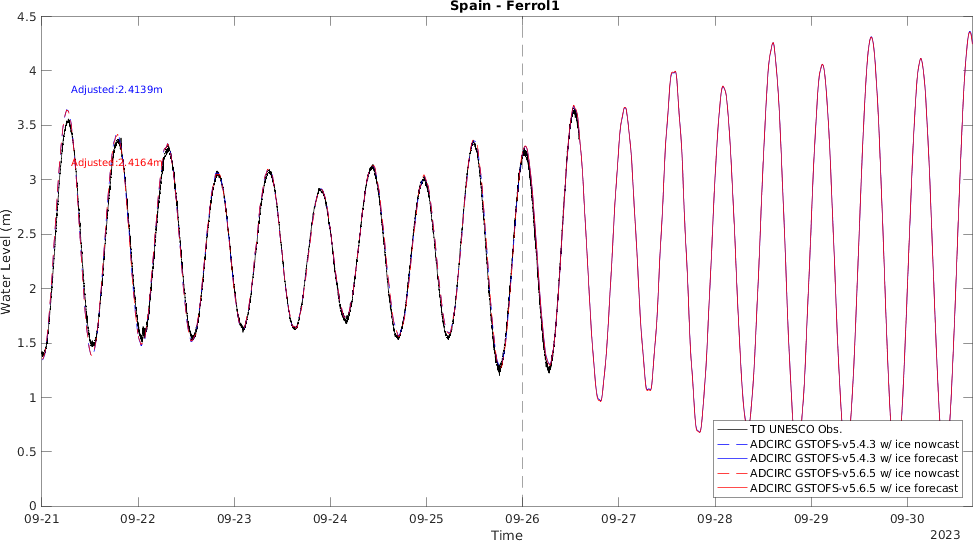 Spain - Ferrol1
4.5
4
3.5
3
2.5
2
1.5
1
0.5
0
Water Level (m)
Adjusted:2.4139m
Adjusted:2.4164m
TD UNESCO Obs.
ADCIRC GSTOFS-v5.4.3 w/ ice nowcast
ADCIRC GSTOFS-v5.4.3 w/ ice forecast
ADCIRC GSTOFS-v5.6.5 w/ ice nowcast
ADCIRC GSTOFS-v5.6.5 w/ ice forecast
09-21 09-22 09-23 09-24 09-25 09-26 09-27 09-28 09-29 09-30
Time
2023